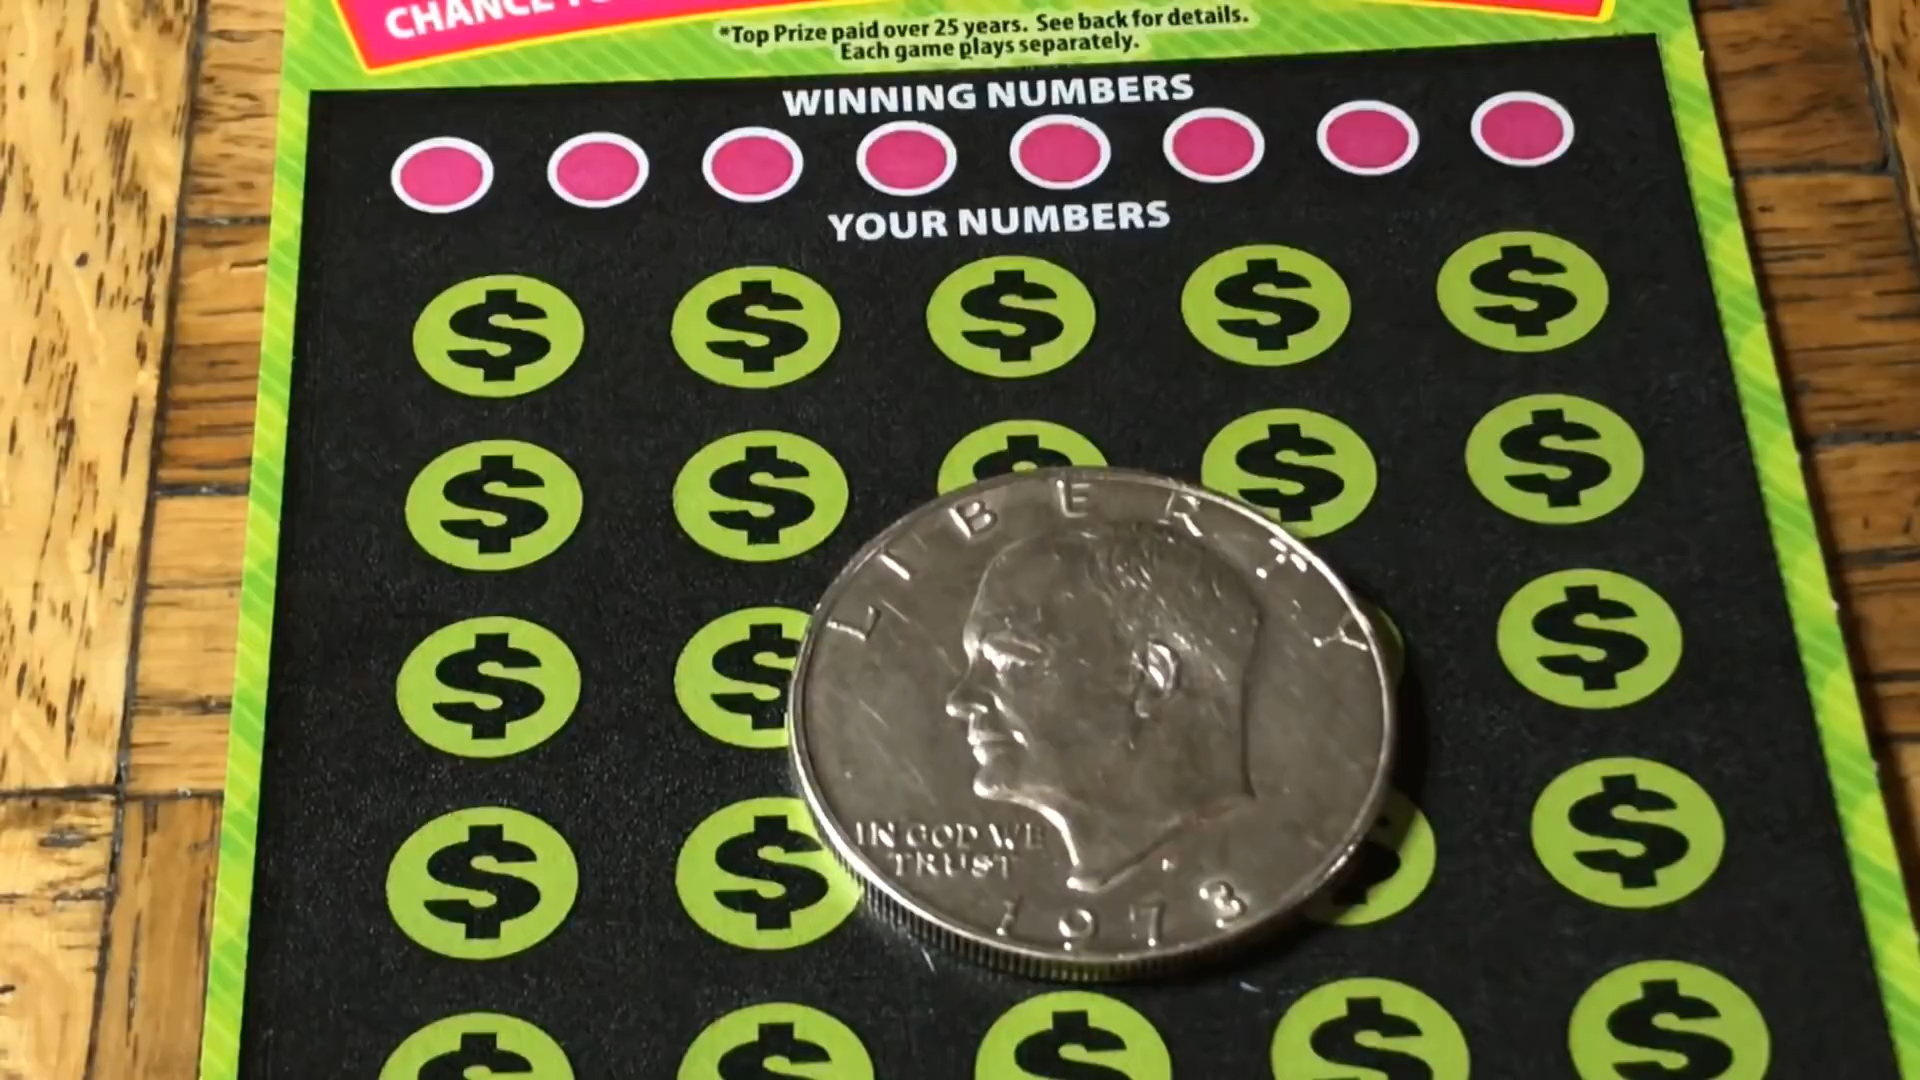 CHANCE
*Top Prize paid over 25 years. See back for details.
Each game plays separately.
WINNING NUMBERS
YOUR NUMBERS
$ $ $ $ $
$ $ $ $ $
$ $ $
$ $ $
$ $ $ $ $
LIBERTY
IN GOD WE
TRUST
1973